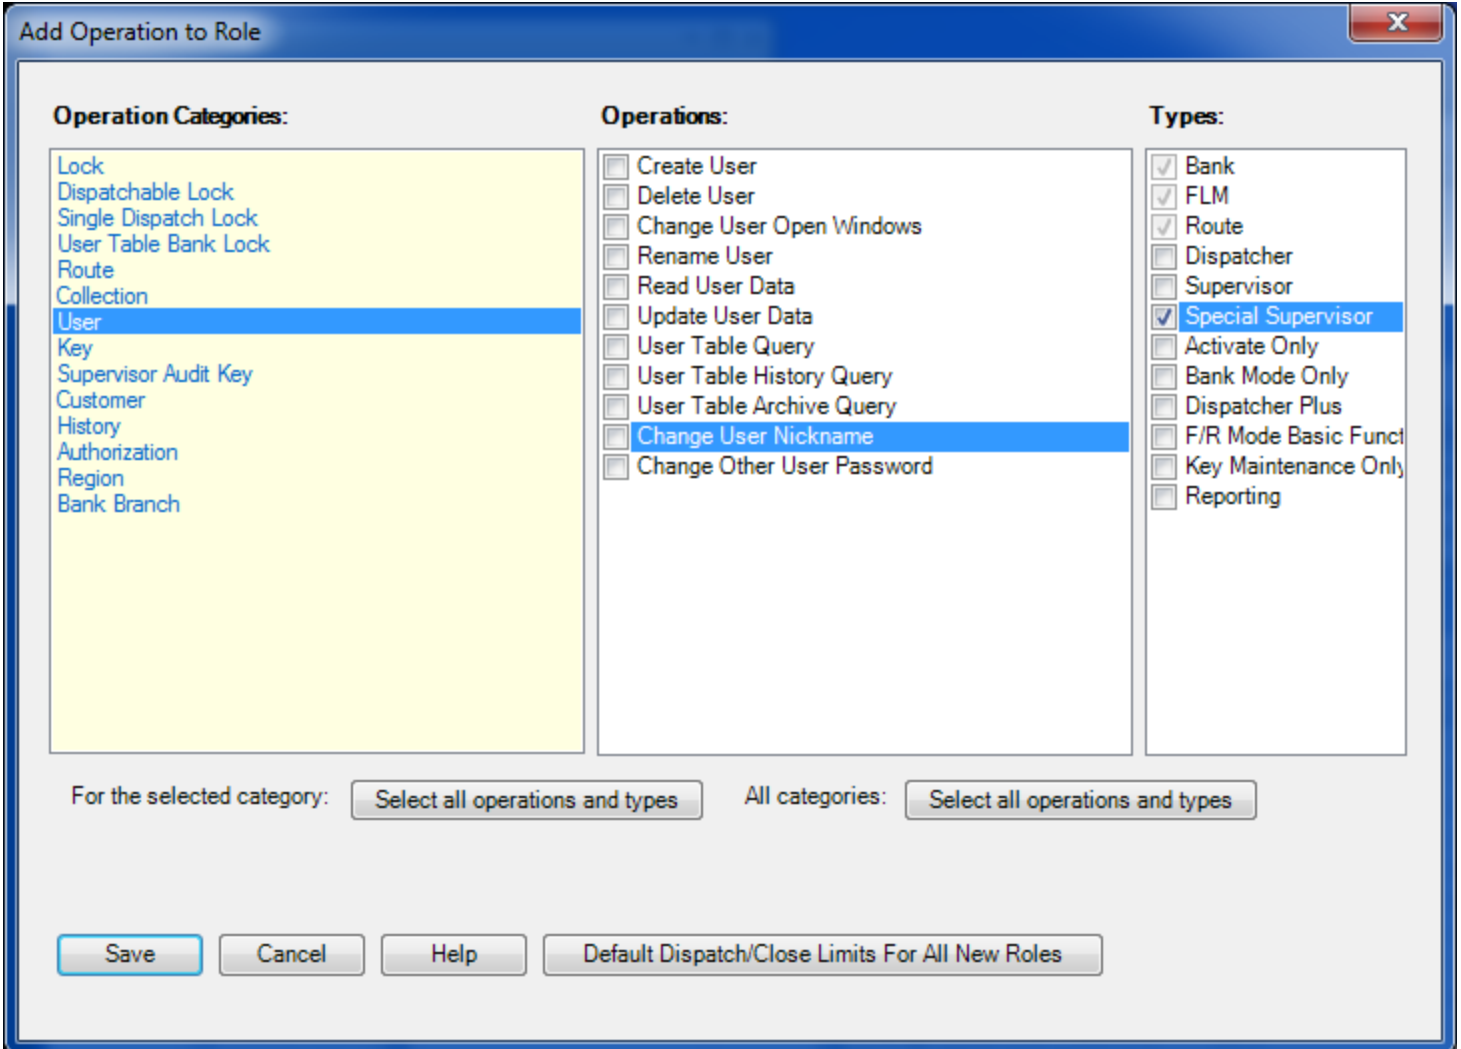 Add Operation to Role
X
Operation Categories:
Operations:
Types:
Lock
Dispatchable Lock
Single Dispatch Lock
User Table Bank Lock
Route
Collection
User
Key
Supervisor Audit Key
Customer
History
Authorization
Region
Bank Branch
Create User
Delete User
Change User Open Windows
Rename User
Read User Data
Update User Data
User Table Query
User Table History Query
User Table Archive Query
Change User Nickname
Change Other User Password
Bank
FLM
Route
Dispatcher
Supervisor
Special Supervisor
Activate Only
Bank Mode Only
Dispatcher Plus
F/R Mode Basic Funct
Key Maintenance Only
Reporting
For the selected category:
Select all operations and types
All categories:
Select all operations and types
Save
Cancel
Help
Default Dispatch/Close Limits For All New Roles